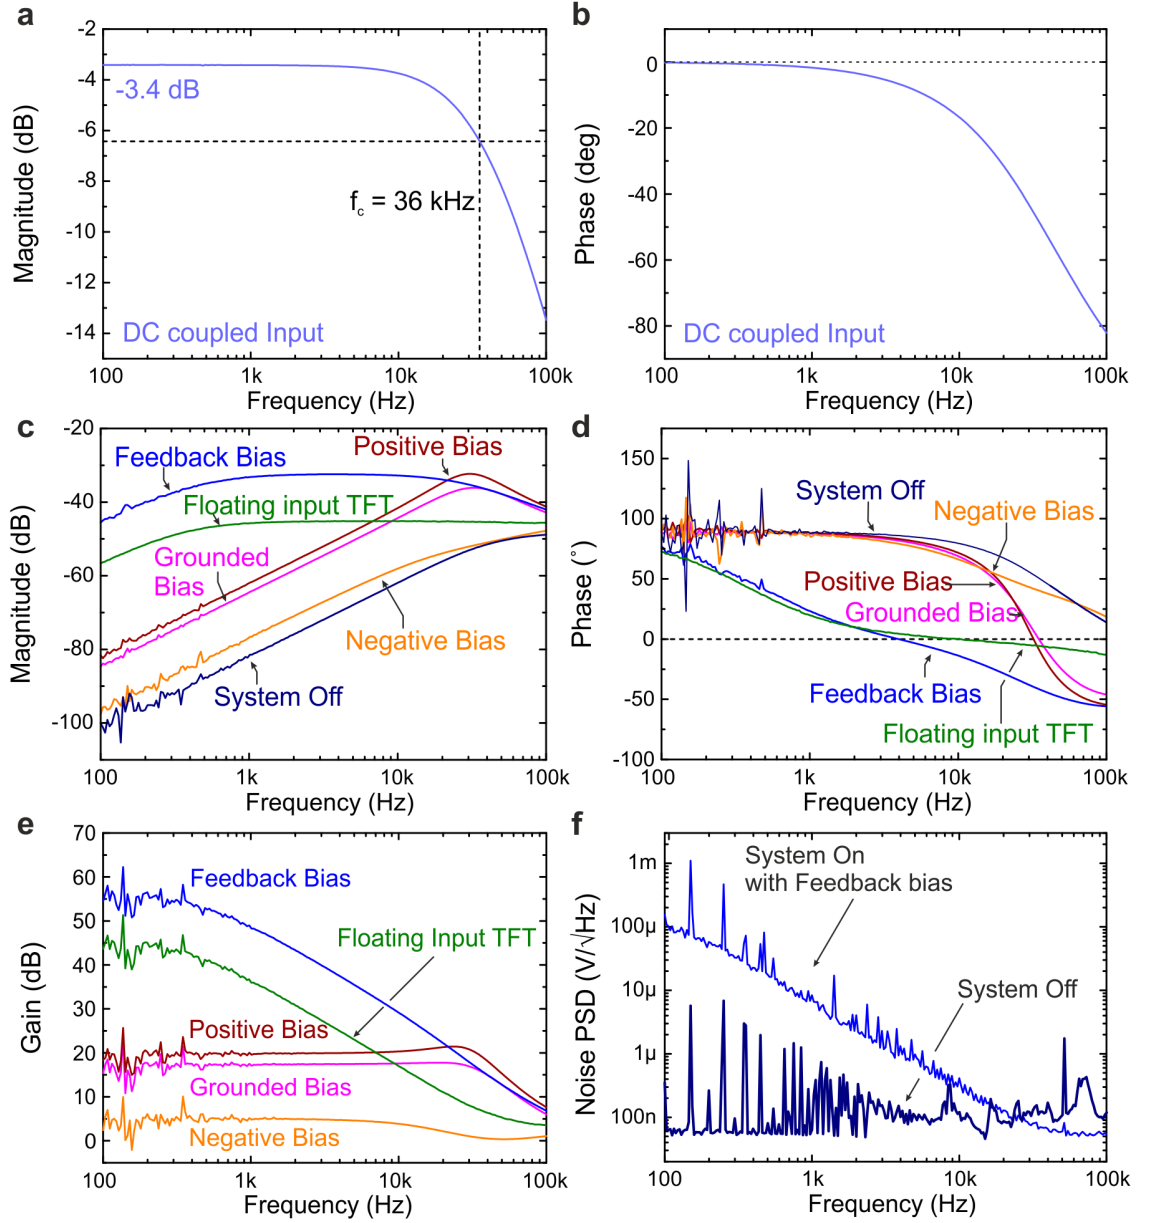 a
-2
-4
-6
-8
-10
-12
-14
Magnitude (dB)
-3.4 dB
f_c = 36 kHz
DC coupled Input
100
1k
10k
100k
Frequency (Hz)
b
0
-20
-40
-60
-80
Phase (deg)
DC coupled Input
100
1k
10k
100k
Frequency (Hz)
c
-20
-40
-60
-80
-100
Magnitude (dB)
Feedback Bias
Positive Bias
Floating input TFT
Grounded
Bias
Negative Bias
System Off
100
1k
10k
100k
Frequency (Hz)
d
150
100
50
0
-50
-100
Phase (°)
System Off
Negative Bias
Positive Bias
Grounded Bias
Feedback Bias
Floating input TFT
100
1k
10k
100k
Frequency (Hz)
e
70
60
50
40
30
20
10
0
Gain (dB)
Feedback Bias
Floating Input TFT
Positive Bias
Grounded Bias
Negative Bias
100
1k
10k
100k
Frequency (Hz)
f
1m
100µ
10µ
1µ
100n
Noise PSD (V/√Hz)
System On
with Feedback bias
System Off
100
1k
10k
100k
Frequency (Hz)